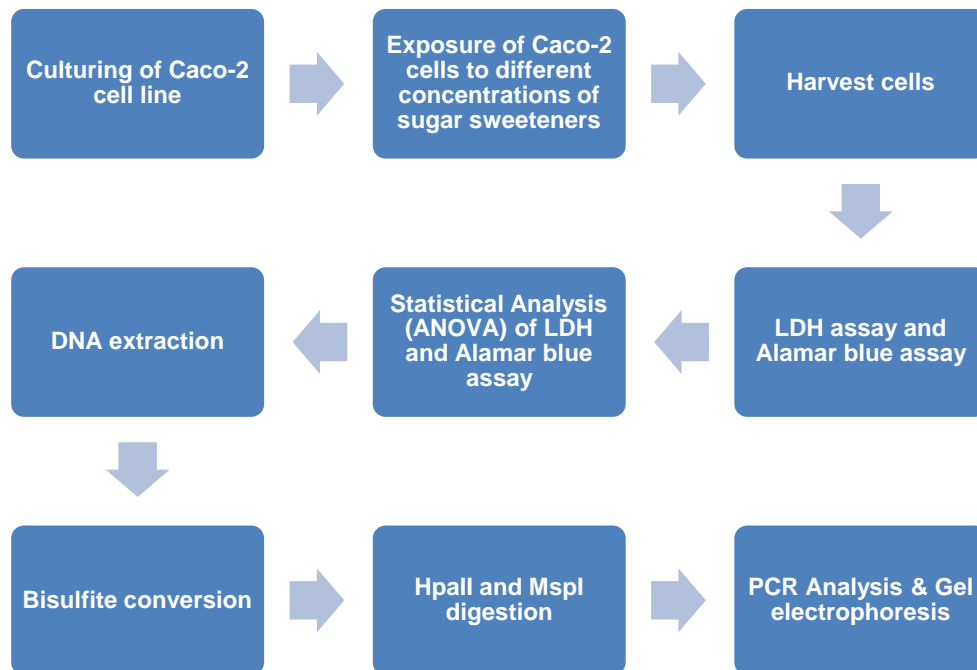 Culturing of Caco-2
cell line
Exposure of Caco-2
cells to different
concentrations of
sugar sweeteners
Harvest cells
LDH assay and
Alamar blue assay
Statistical Analysis
(ANOVA) of LDH
and Alamar blue
assay
DNA extraction
Bisulfite conversion
HpaII and MspI
digestion
PCR Analysis & Gel
electrophoresis